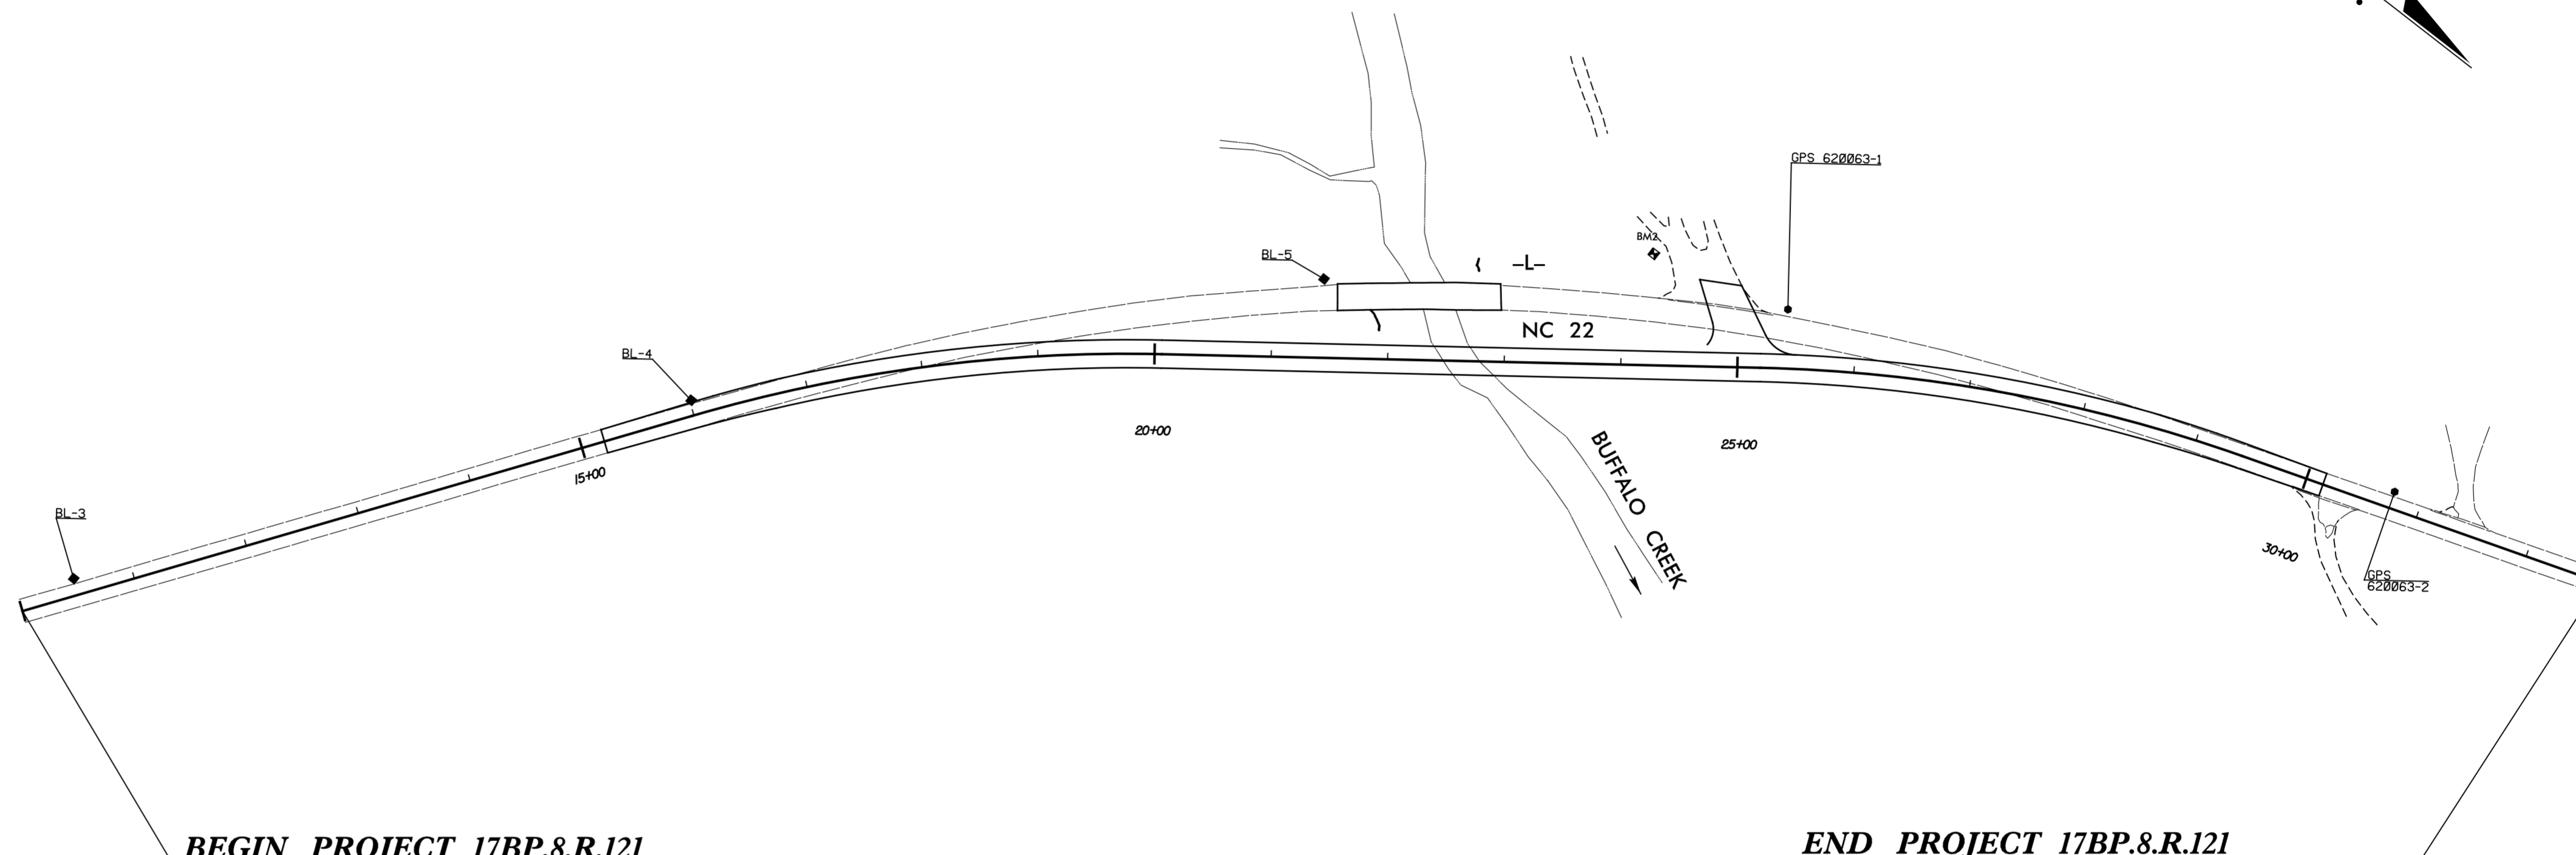 GPS 620063-1
BM2
BL-5
-L-
NC 22
BL-4
20+00
25+00
15+00
BUFFALO CREEK
BL-3
30+00
GPS
620063-2
BEGIN PROJECT 17BP.8.R.121
END PROJECT 17BP.8.R.121